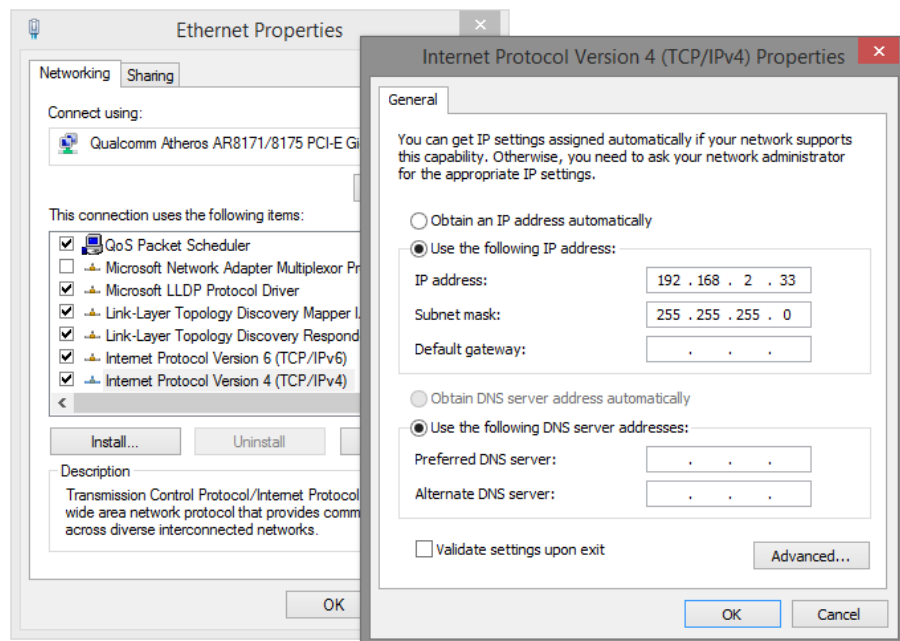 Ethernet Properties
Networking
Sharing
Connect using:
Qualcomm Atheros AR8171/8175 PCI-E Gi
This connection uses the following items:
QoS Packet Scheduler
Microsoft Network Adapter Multiplexor Pr
Microsoft LLDP Protocol Driver
Link-Layer Topology Discovery Mapper I
Link-Layer Topology Discovery Respond
Internet Protocol Version 6 (TCP/IPv6)
Internet Protocol Version 4 (TCP/IPv4)
Install...
Uninstall
Description
Transmission Control Protocol/Internet Protocol
wide area network protocol that provides comm
across diverse interconnected networks.
OK
Internet Protocol Version 4 (TCP/IPv4) Properties
General
You can get IP settings assigned automatically if your network supports
this capability. Otherwise, you need to ask your network administrator
for the appropriate IP settings.
Obtain an IP address automatically
Use the following IP address:
IP address:
192 . 168 . 2 . 33
Subnet mask:
255 . 255 . 255 . 0
Default gateway:
. . .
Obtain DNS server address automatically
Use the following DNS server addresses:
Preferred DNS server:
. . .
Alternate DNS server:
. . .
Validate settings upon exit
Advanced...
OK
Cancel